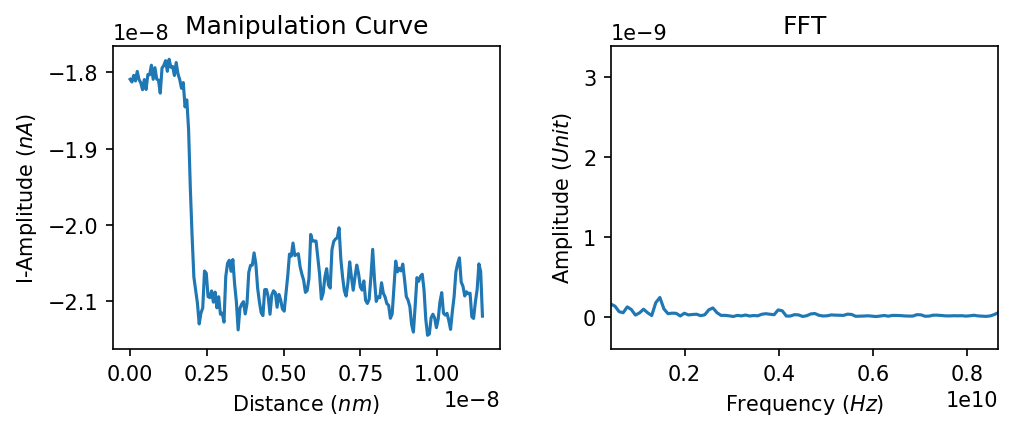 Manipulation Curve
1e−8
−1.8
−1.9
−2.0
−2.1
I-Amplitude (nA)
0.00 0.25 0.50 0.75 1.00
1e−8
Distance (nm)
FFT
1e−9
3
2
1
0
Amplitude (Unit)
0.2 0.4 0.6 0.8
1e10
Frequency (Hz)